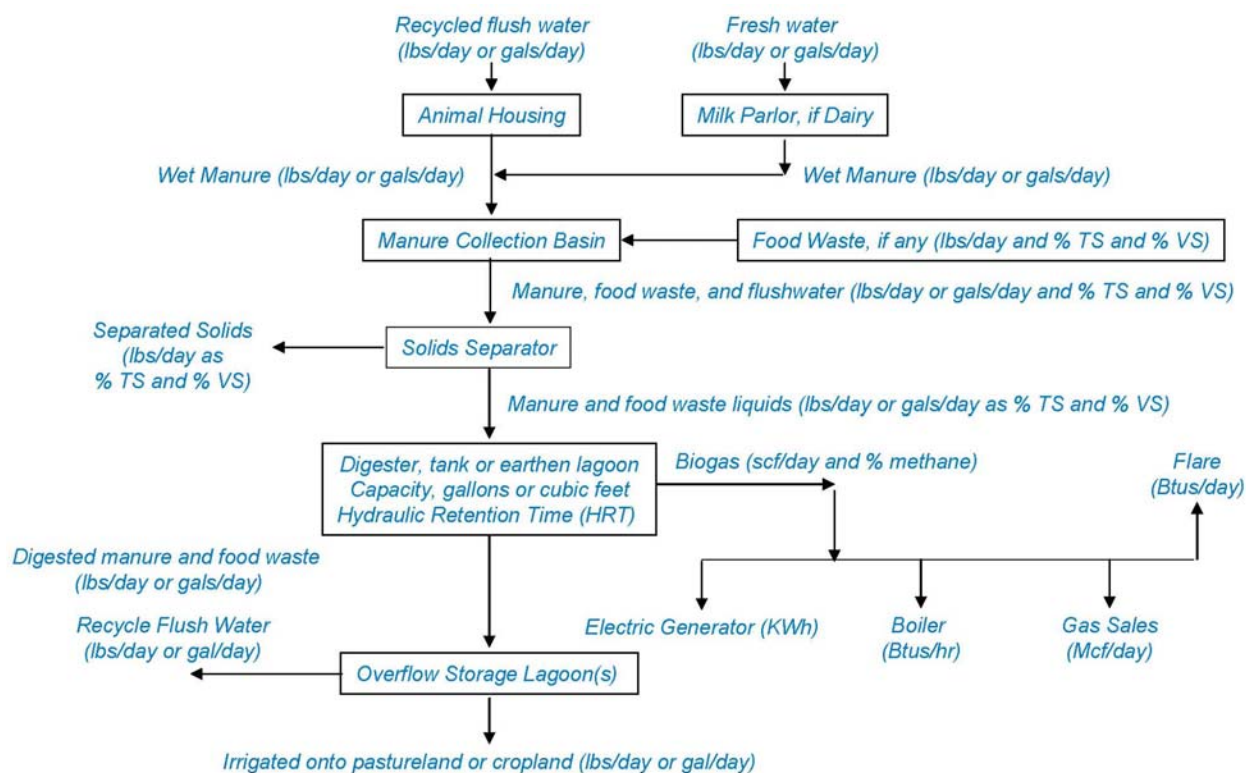 Recycled flush water
(lbs/day or gals/day)
Fresh water
(lbs/day or gals/day)
Animal Housing
Milk Parlor, if Dairy
Wet Manure (lbs/day or gals/day)
Wet Manure (lbs/day or gals/day)
Manure Collection Basin
Food Waste, if any (lbs/day and % TS and % VS)
Manure, food waste, and flushwater (lbs/day or gals/day and % TS and % VS)
Separated Solids
(lbs/day as
% TS and % VS)
Solids Separator
Manure and food waste liquids (lbs/day or gals/day as % TS and % VS)
Digester, tank or earthen lagoon
Capacity, gallons or cubic feet
Hydraulic Retention Time (HRT)
Biogas (scf/day and % methane)
Flare
(Btus/day)
Digested manure and food waste
(lbs/day or gals/day)
Electric Generator (KWh)
Boiler
(Btus/hr)
Gas Sales
(Mcf/day)
Recycle Flush Water
(lbs/day or gal/day)
Overflow Storage Lagoon(s)
Irrigated onto pastureland or cropland (lbs/day or gal/day)